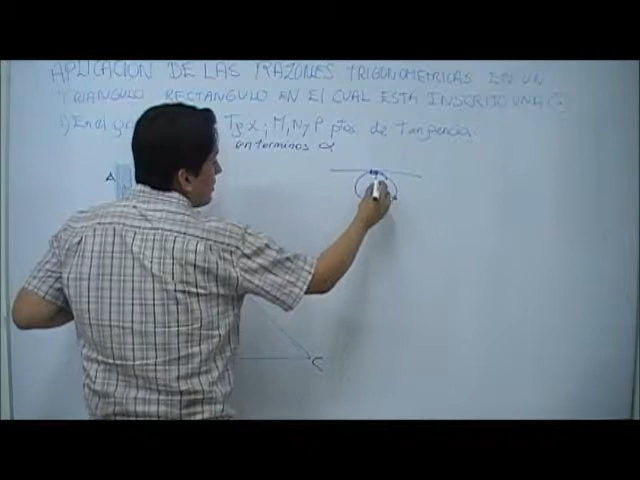 APLICACION DE LAS RAZONES TRIGONOMETRICAS EN UN
TRIANGULO RECTANGULO EN El CUAL ESTA INSCRITO UNA
1) En el gr Tg x ; M, N y P ptos. de tangencia.
en terminos α
A
C